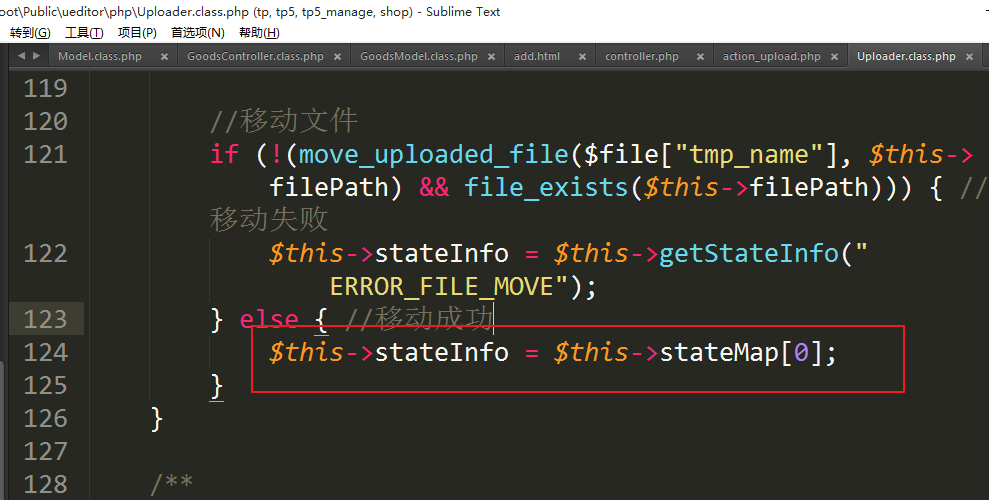 oot\Public\ueditor\php\Uploader.class.php (tp, tp5, tp5_manage, shop) - Sublime Text
转到(G) 工具(T) 项目(P) 首选项(N) 帮助(H)
Model.class.php × GoodsController.class.php × GoodsModel.class.php × add.html × controller.php × action_upload.php × Uploader.class.php ×
119
120 //移动文件
121 if (!(move_uploaded_file($file["tmp_name"], $this->
filePath) && file_exists($this->filePath))) { //
移动失败
122 $this->stateInfo = $this->getStateInfo("
ERROR_FILE_MOVE");
123 } else { //移动成功
124 $this->stateInfo = $this->stateMap[0];
125 }
126 }
127
128 /**